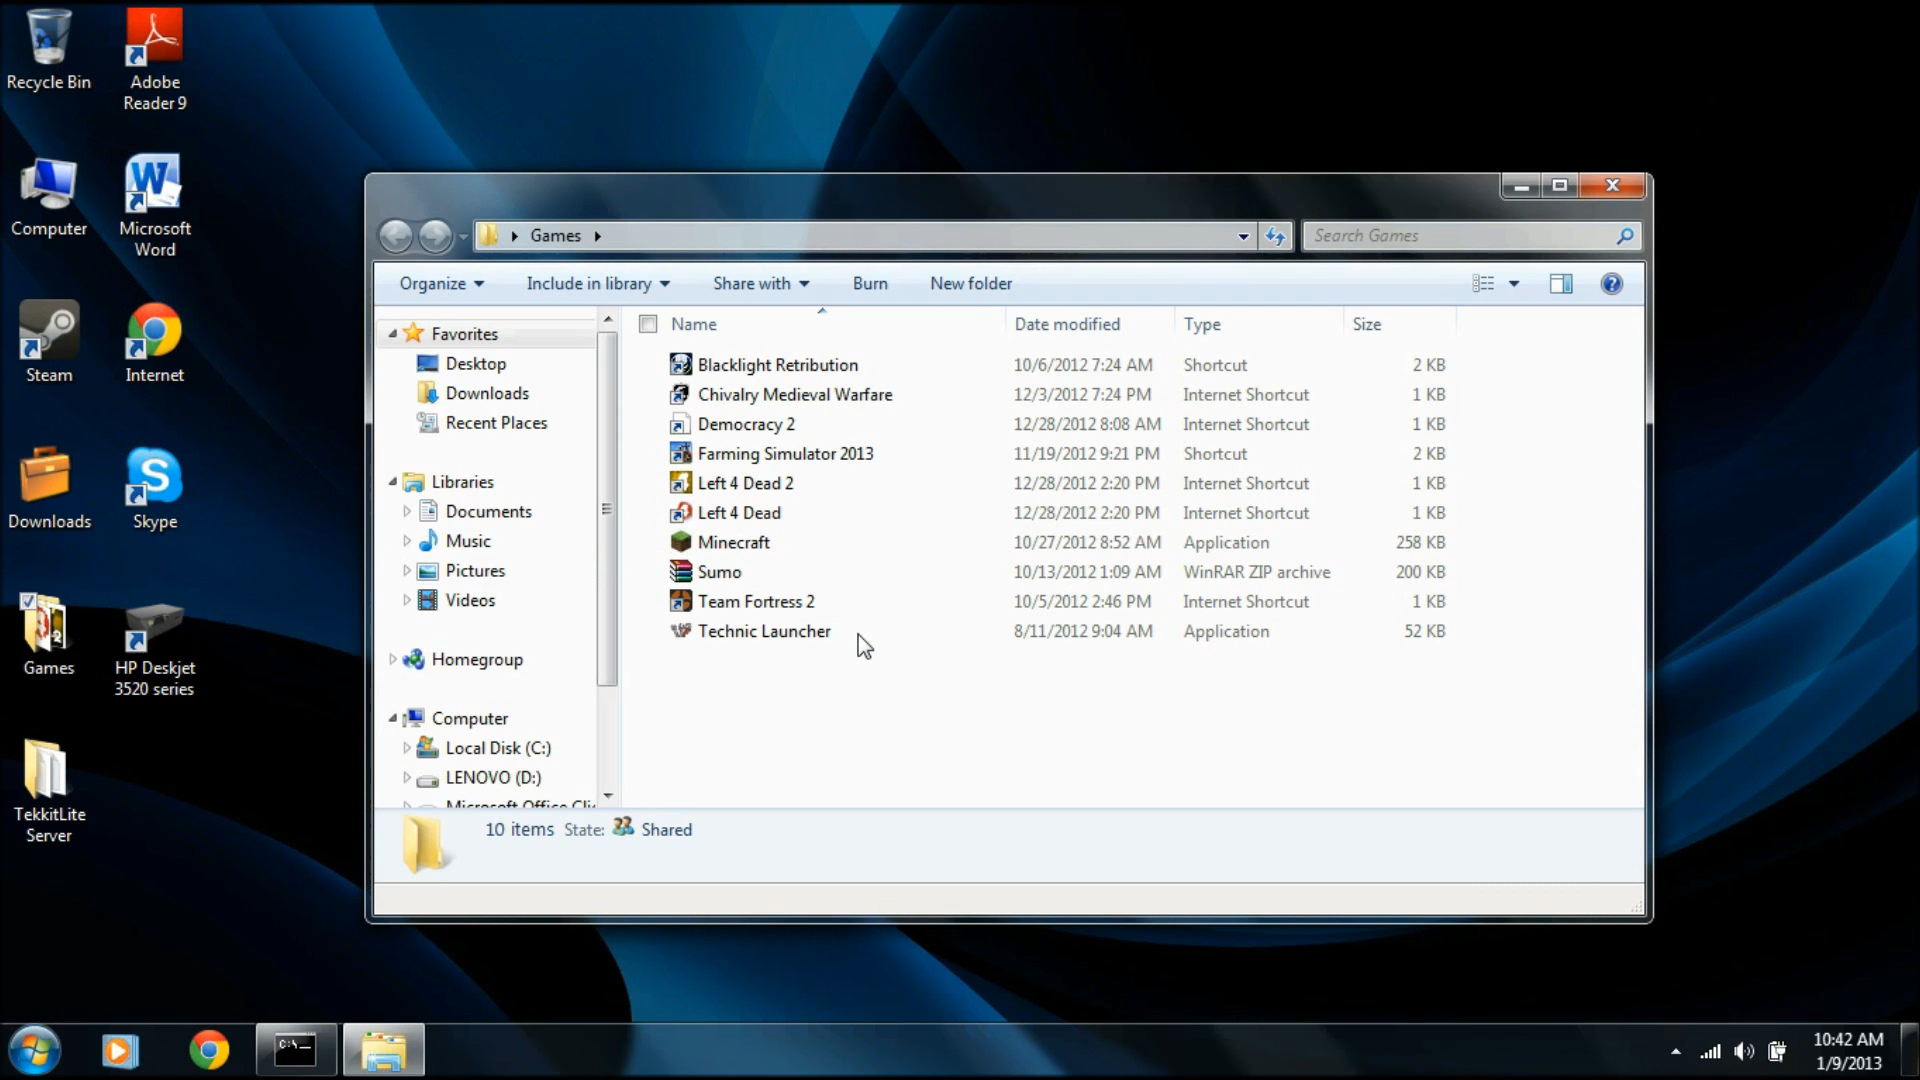 Recycle Bin
Adobe
Reader 9
Computer
Microsoft
Word
Steam
Internet
Downloads
Skype
Games
HP Deskjet
3520 series
TekkitLite
Server
Games
Search Games
Organize
Include in library
Share with
Burn
New folder
Favorites
Desktop
Downloads
Recent Places
Libraries
Documents
Music
Pictures
Videos
Homegroup
Computer
Local Disk (C:)
LENOVO (D:)
Microsoft Office Cli
Name Date modified Type Size
Blacklight Retribution 10/6/2012 7:24 AM Shortcut 2 KB
Chivalry Medieval Warfare 12/3/2012 7:24 PM Internet Shortcut 1 KB
Democracy 2 12/28/2012 8:08 AM Internet Shortcut 1 KB
Farming Simulator 2013 11/19/2012 9:21 PM Shortcut 2 KB
Left 4 Dead 2 12/28/2012 2:20 PM Internet Shortcut 1 KB
Left 4 Dead 12/28/2012 2:20 PM Internet Shortcut 1 KB
Minecraft 10/27/2012 8:52 AM Application 258 KB
Sumo 10/13/2012 1:09 AM WinRAR ZIP archive 200 KB
Team Fortress 2 10/5/2012 2:46 PM Internet Shortcut 1 KB
Technic Launcher 8/11/2012 9:04 AM Application 52 KB
10 items State: Shared
C:\
10:42 AM
1/9/2013